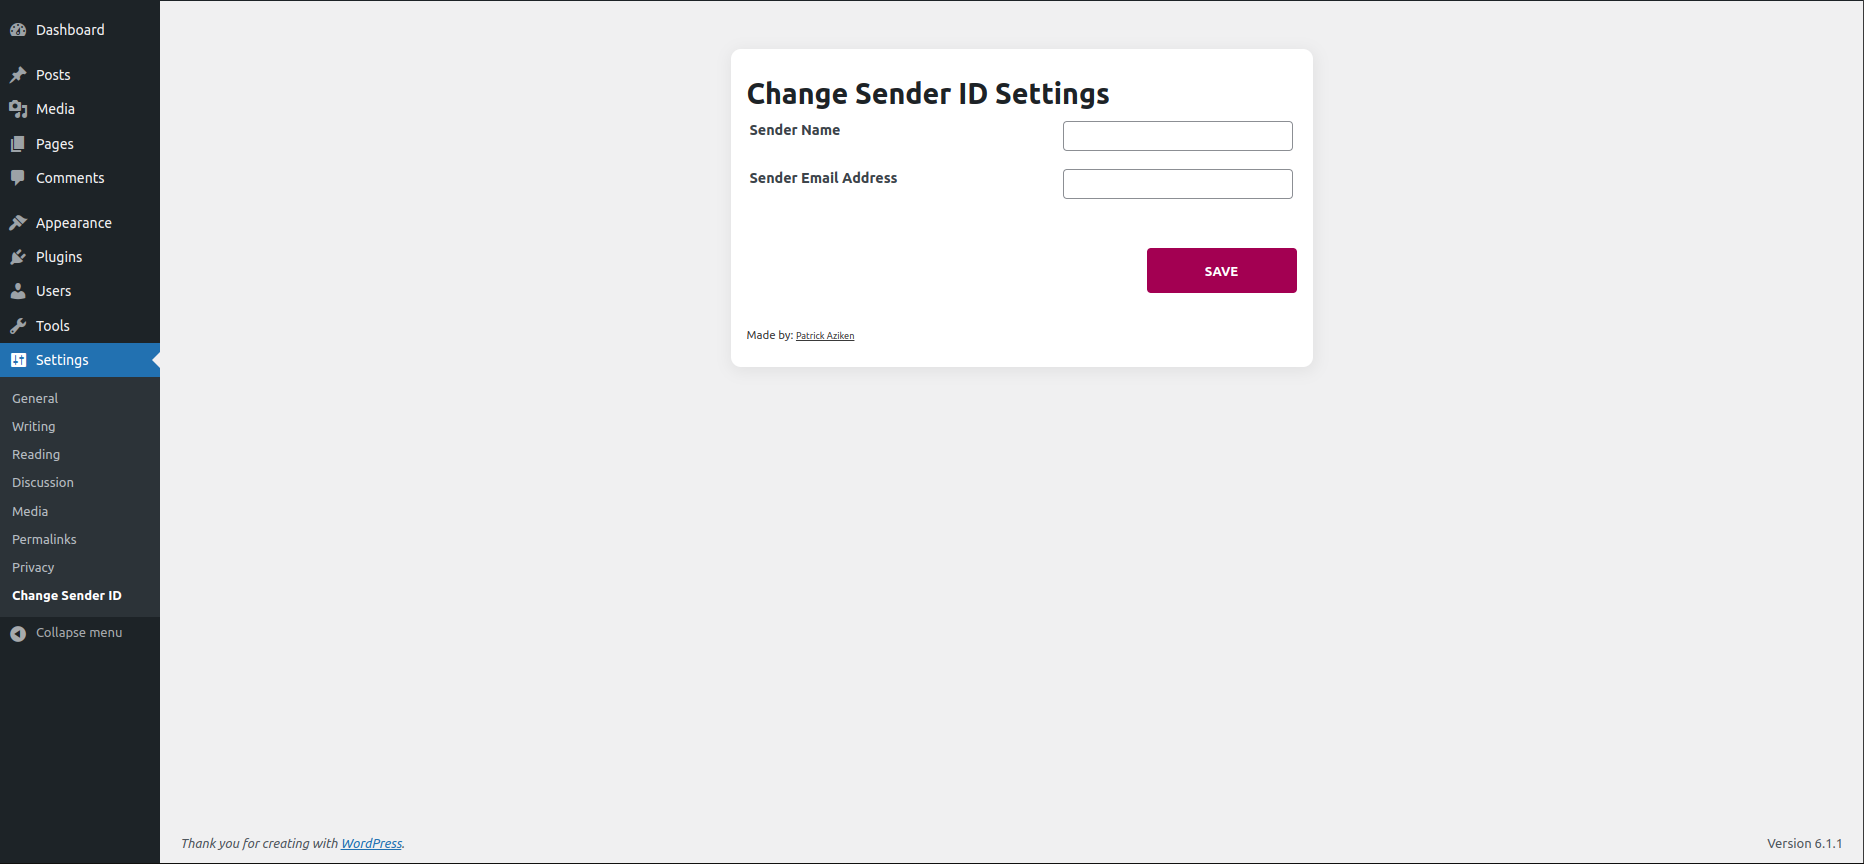 Dashboard
Posts
Media
Pages
Comments
Appearance
Plugins
Users
Tools
Settings
General
Writing
Reading
Discussion
Media
Permalinks
Privacy
Change Sender ID
Collapse menu
Change Sender ID Settings
Sender Name
Sender Email Address
SAVE
Made by: Patrick Aziken
Thank you for creating with WordPress.
Version 6.1.1